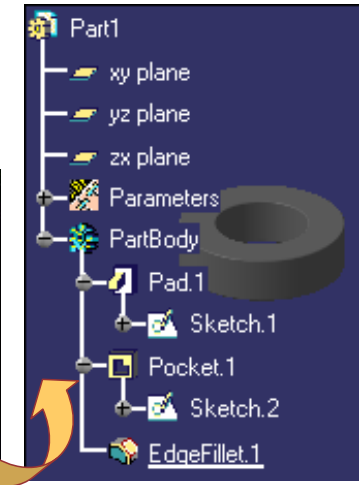 Part1
xy plane
yz plane
zx plane
Parameters
PartBody
Pad.1
Sketch.1
Pocket.1
Sketch.2
EdgeFillet.1